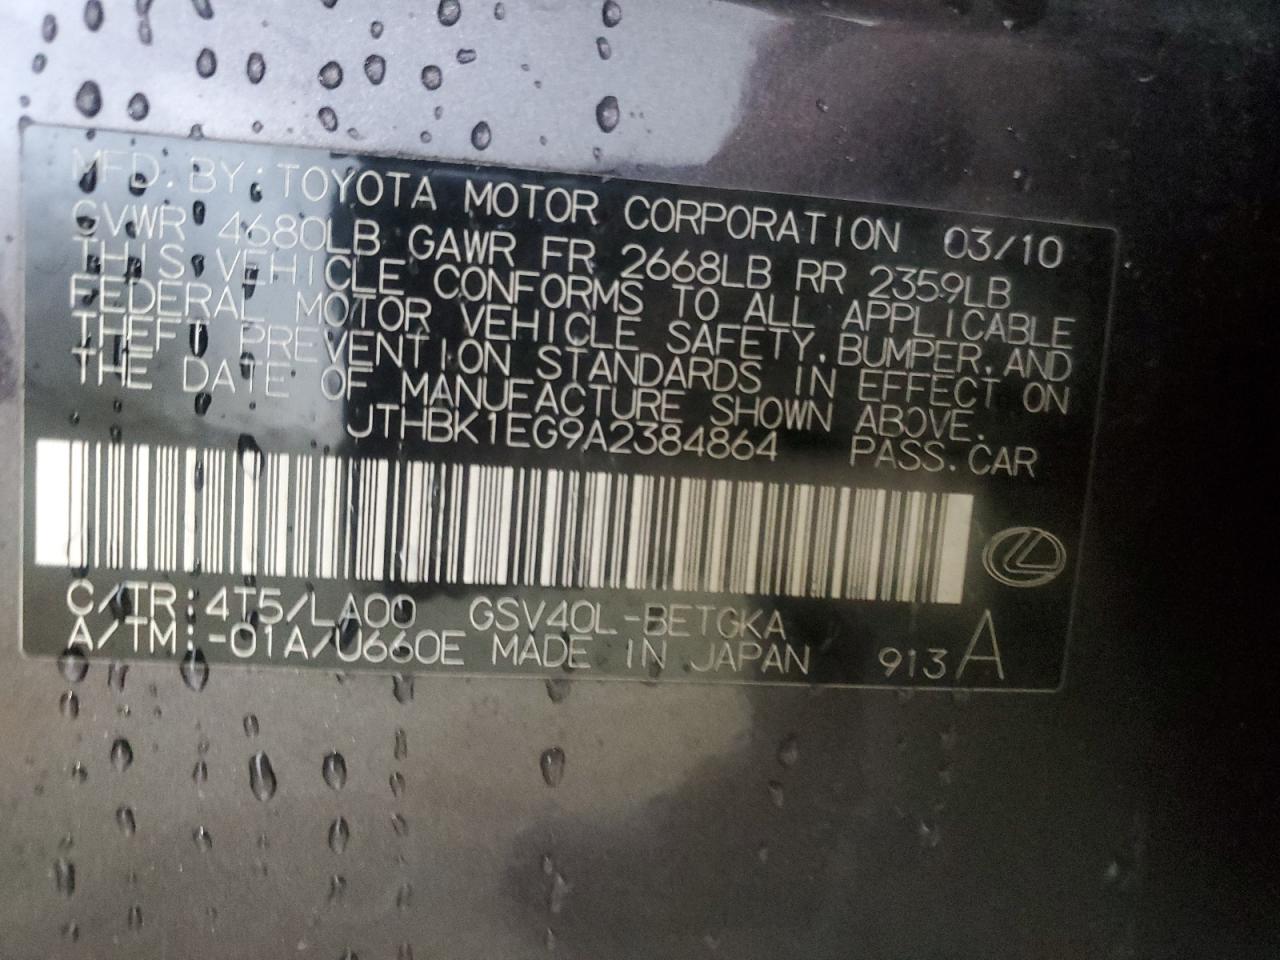 MFD. BY: TOYOTA MOTOR CORPORATION 03/10
GVWR 4680LB GAWR FR 2668LB RR 2359LB
THIS VEHICLE CONFORMS TO ALL APPLICABLE
FEDERAL MOTOR VEHICLE SAFETY, BUMPER, AND
THEFT PREVENTION STANDARDS IN EFFECT ON
THE DATE OF MANUFACTURE SHOWN ABOVE.
JTHBK1EG9A2384864 PASS. CAR
C/TR: 4T5/LA00 GSV40L-BETGKA
A/TM: -01A/U660E MADE IN JAPAN 913 A